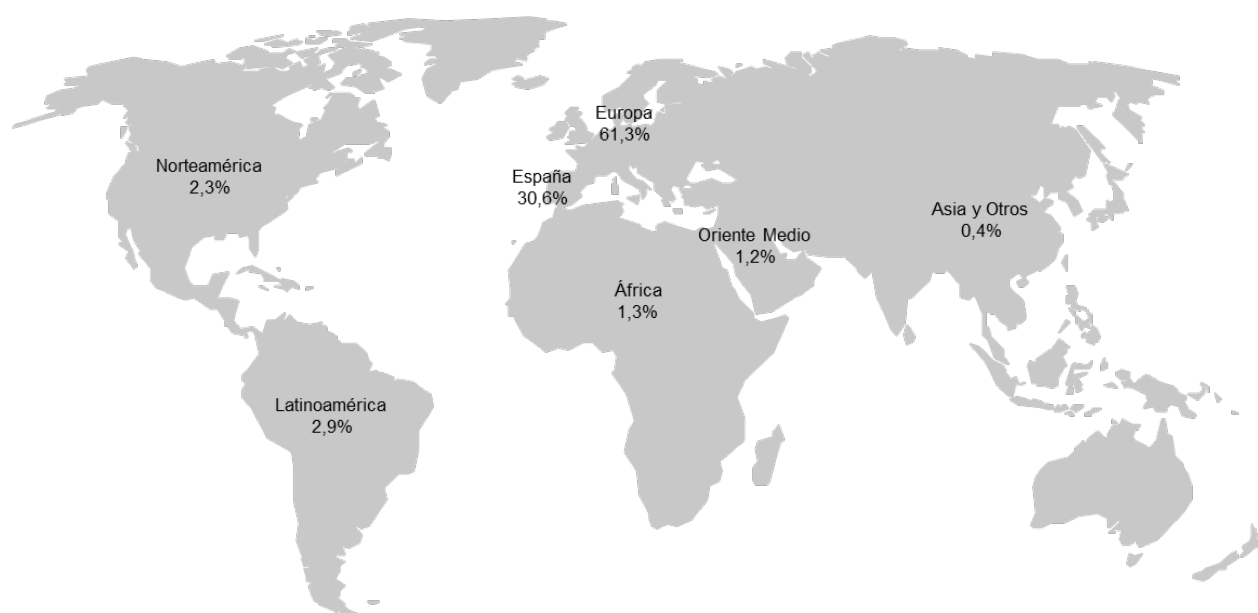 Europa
61,3%
Norteamérica
2,3%
España
30,6%
Asia y Otros
0,4%
Oriente Medio
1,2%
África
1,3%
Latinoamérica
2,9%